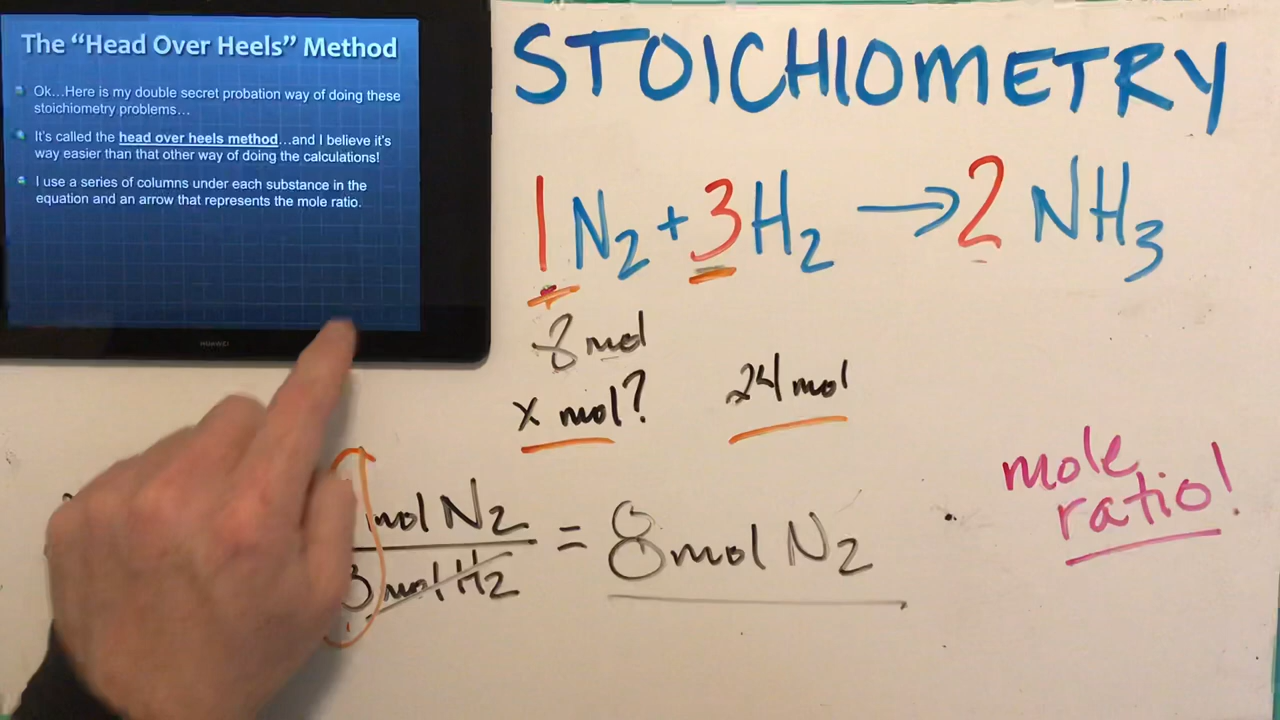 The “Head Over Heels” Method
Ok...Here is my double secret probation way of doing these
stoichiometry problems...
It's called the head over heels method...and I believe it's
way easier than that other way of doing the calculations!
I use a series of columns under each substance in the
equation and an arrow that represents the mole ratio.
HUAWEI
STOICHIOMETRY
1 N2 + 3 H2 → 2 NH3
8 mol
x mol? 24 mol
mol N2
3 mol H2
= 8 mol N2
mole
ratio!